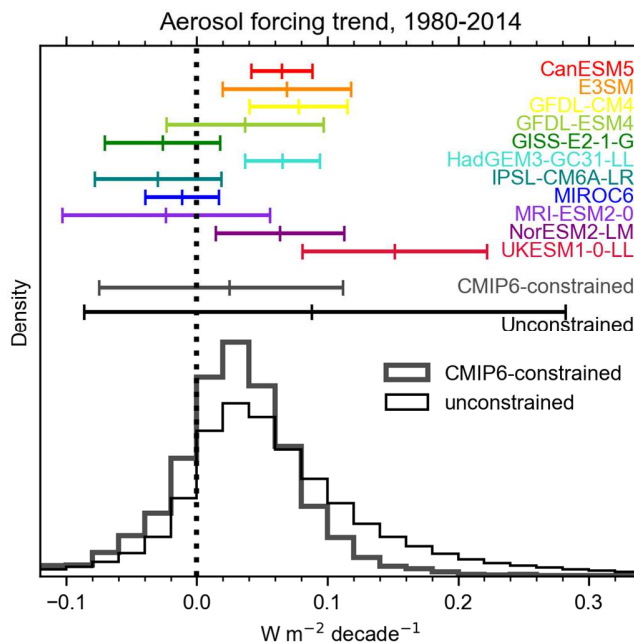 Aerosol forcing trend, 1980-2014
CanESM5
E3SM
GFDL-CM4
GFDL-ESM4
GISS-E2-1-G
HadGEM3-GC31-LL
IPSL-CM6A-LR
MIROC6
MRI-ESM2-0
NorESM2-LM
UKESM1-0-LL
CMIP6-constrained
Unconstrained
Density
CMIP6-constrained
unconstrained
−0.1 0.0 0.1 0.2 0.3
W m⁻² decade⁻¹